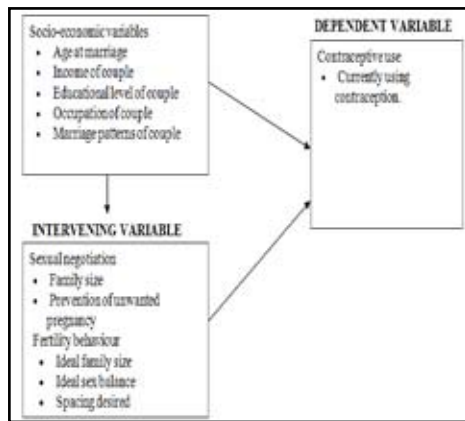 Socio-economic variables
• Age at marriage
• Income of couple
• Educational level of couple
• Occupation of couple
• Marriage patterns of couple
DEPENDENT VARIABLE
Contraceptive use
• Currently using
contraception.
INTERVENING VARIABLE
Sexual negotiation
• Family size
• Prevention of unwanted
pregnancy
Fertility behaviour
• Ideal family size
• Ideal sex balance
• Spacing desired